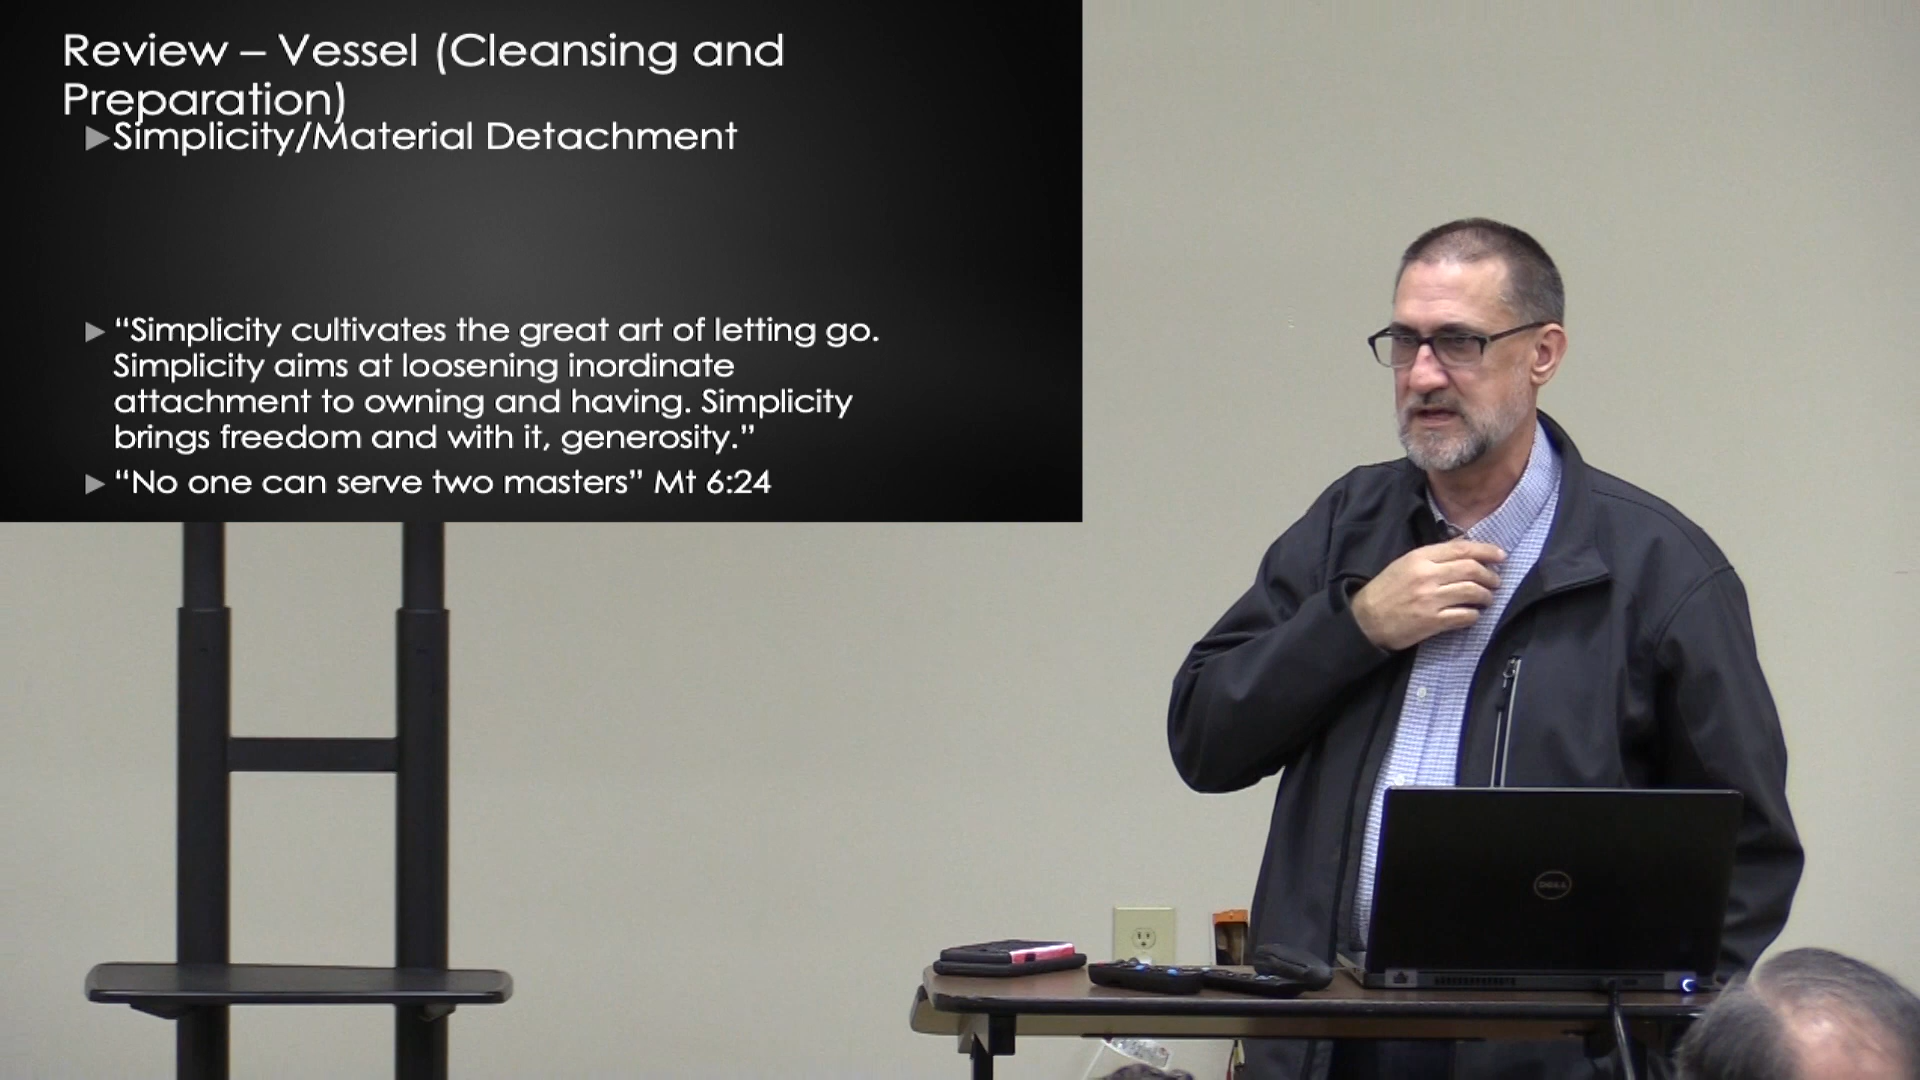 Review – Vessel (Cleansing and
Preparation)
Simplicity/Material Detachment
“Simplicity cultivates the great art of letting go.
Simplicity aims at loosening inordinate
attachment to owning and having. Simplicity
brings freedom and with it, generosity.”
“No one can serve two masters” Mt 6:24
DELL